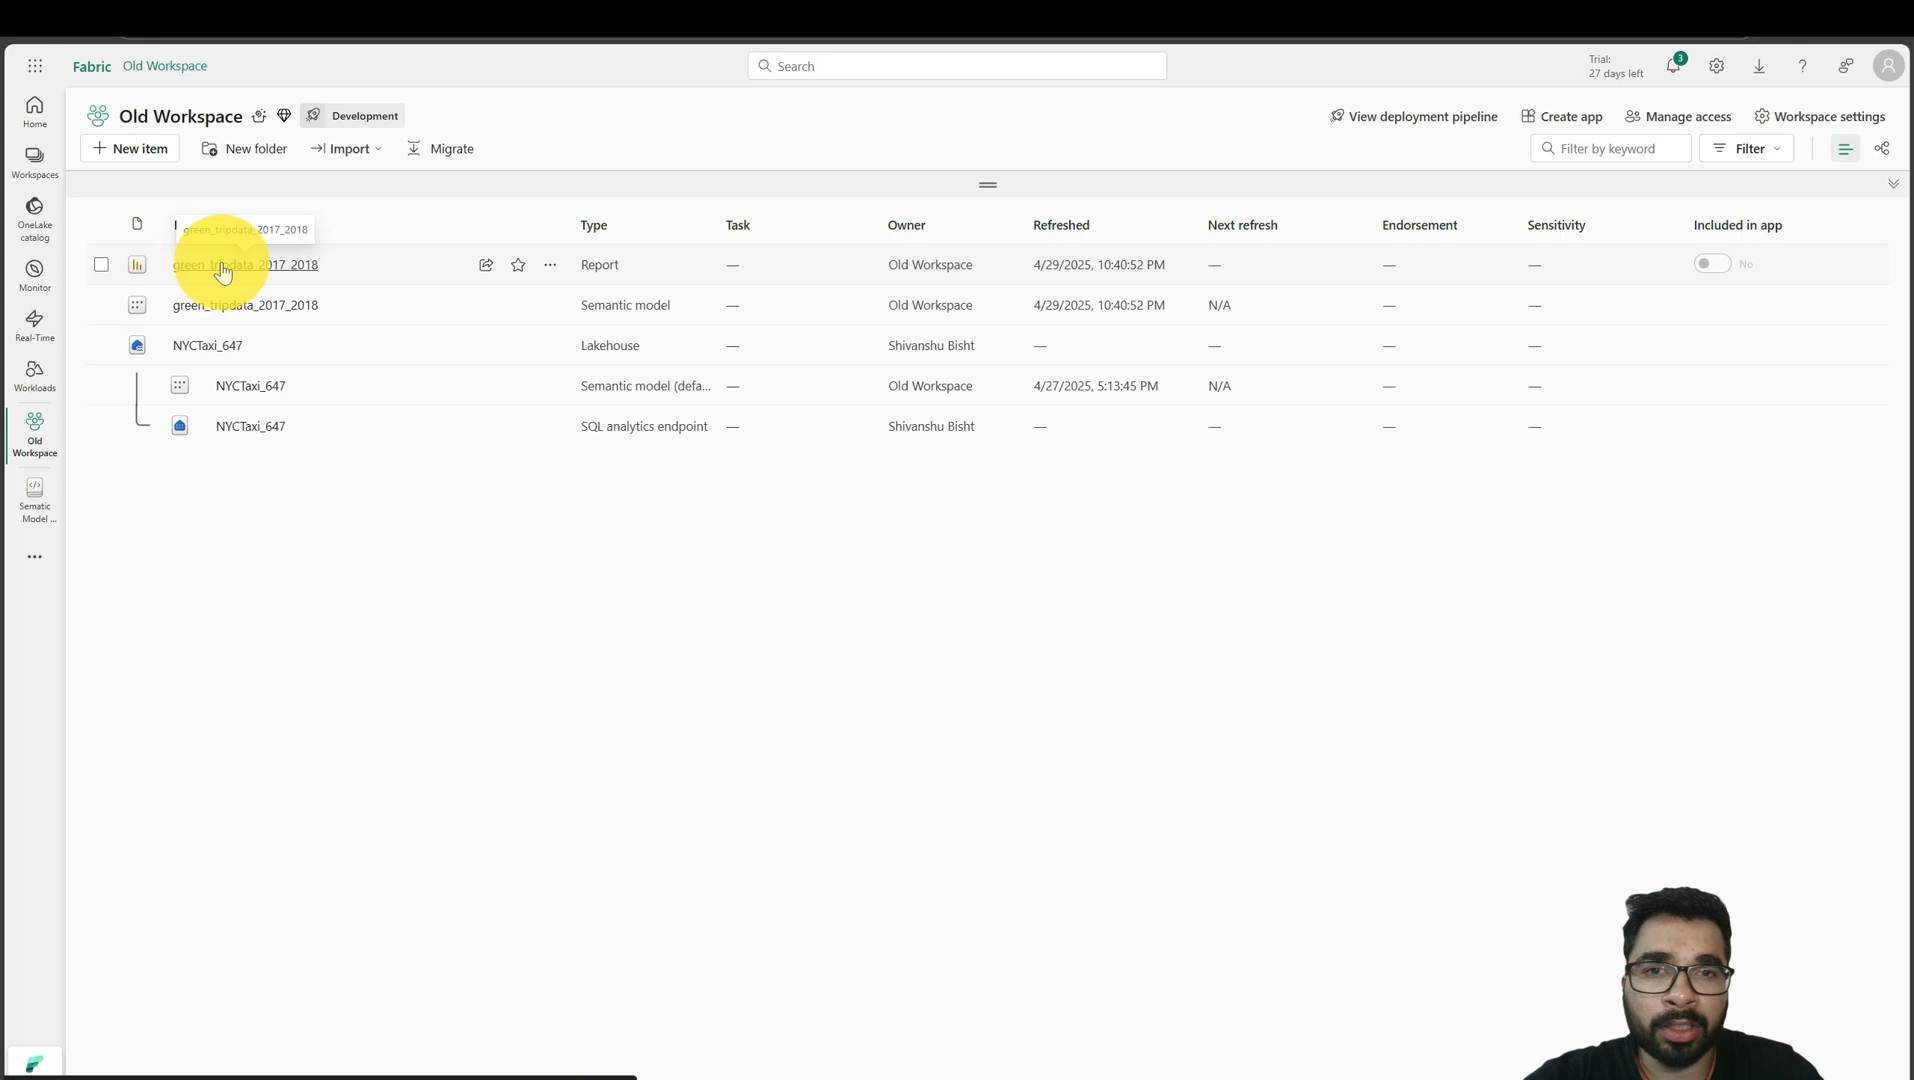 Fabric Old Workspace
Search
Trial:
27 days left
3
Home
Workspaces
OneLake
catalog
Monitor
Real-Time
Workloads
Old
Workspace
Sematic
Model ...
Old Workspace
Development
View deployment pipeline
Create app
Manage access
Workspace settings
New item
New folder
Import
Migrate
Filter by keyword
Filter
Type Task Owner Refreshed Next refresh Endorsement Sensitivity Included in app
green_tripdata_2017_2018
green_tripdata_2017_2018 Report — Old Workspace 4/29/2025, 10:40:52 PM — — — No
green_tripdata_2017_2018 Semantic model — Old Workspace 4/29/2025, 10:40:52 PM N/A — —
NYCTaxi_647 Lakehouse — Shivanshu Bisht — — — —
NYCTaxi_647 Semantic model (defa... — Old Workspace 4/27/2025, 5:13:45 PM N/A — —
NYCTaxi_647 SQL analytics endpoint — Shivanshu Bisht — — — —